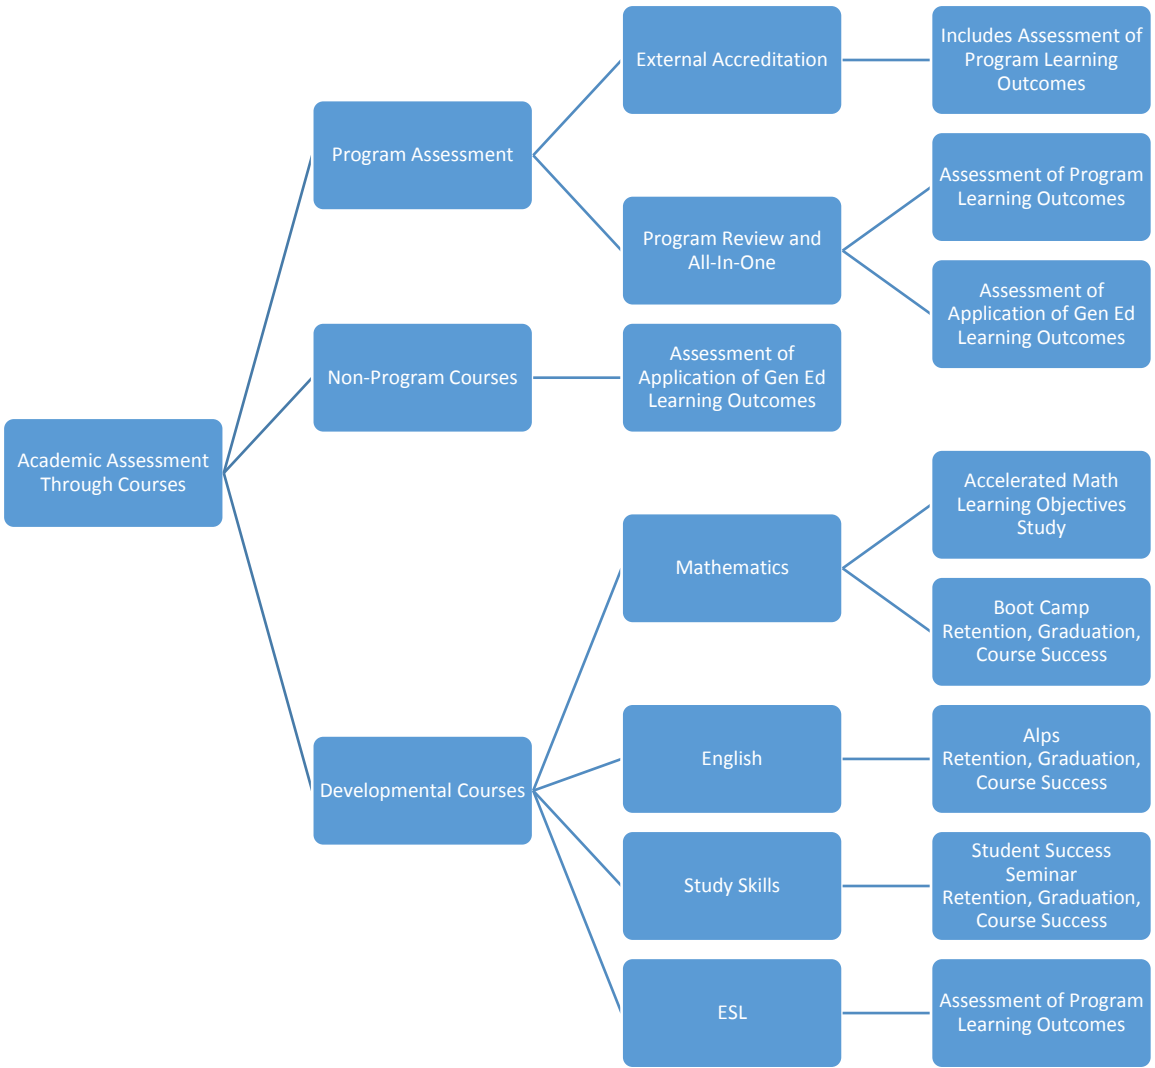 External Accreditation
Includes Assessment of
Program Learning
Outcomes
Program Assessment
Program Review and
All-In-One
Assessment of Program
Learning Outcomes
Assessment of
Application of Gen Ed
Learning Outcomes
Non-Program Courses
Assessment of
Application of Gen Ed
Learning Outcomes
Academic Assessment
Through Courses
Developmental Courses
Mathematics
Accelerated Math
Learning Objectives
Study
Boot Camp
Retention, Graduation,
Course Success
English
Alps
Retention, Graduation,
Course Success
Study Skills
Student Success
Seminar
Retention, Graduation,
Course Success
ESL
Assessment of Program
Learning Outcomes